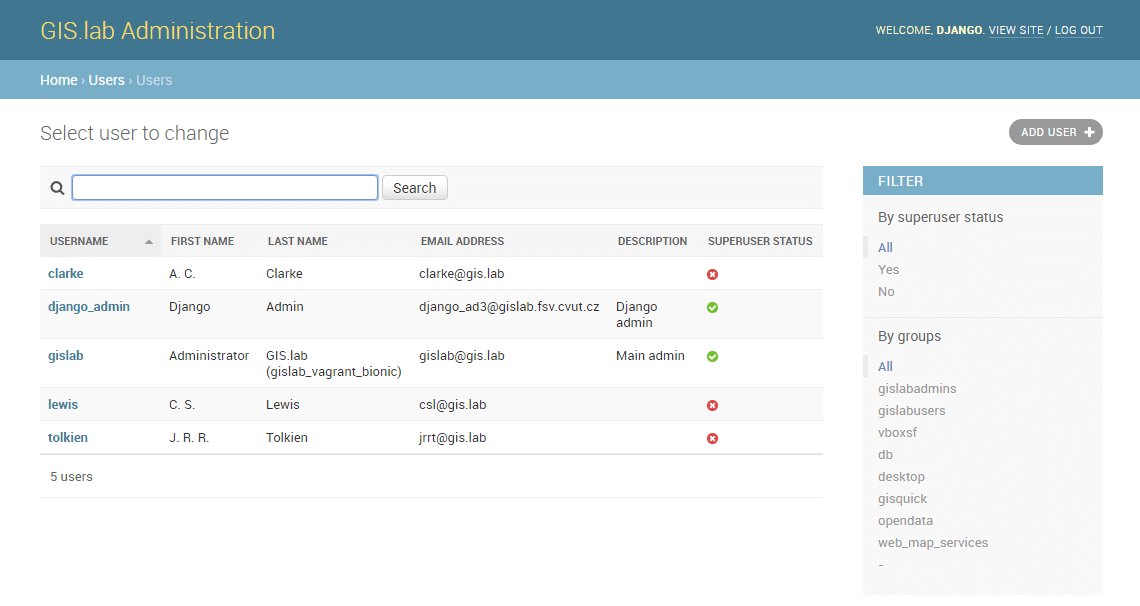 GIS.lab Administration
WELCOME, DJANGO. VIEW SITE / LOG OUT
Home › Users › Users
Select user to change
ADD USER +
Search
USERNAME FIRST NAME LAST NAME EMAIL ADDRESS DESCRIPTION SUPERUSER STATUS
clarke A. C. Clarke clarke@gis.lab
django_admin Django Admin django_ad3@gislab.fsv.cvut.cz Django
admin
gislab Administrator GIS.lab gislab@gis.lab Main admin
(gislab_vagrant_bionic)
lewis C. S. Lewis csl@gis.lab
tolkien J. R. R. Tolkien jrrt@gis.lab
5 users
FILTER
By superuser status
All
Yes
No
By groups
All
gislabadmins
gislabusers
vboxsf
db
desktop
gisquick
opendata
web_map_services
-